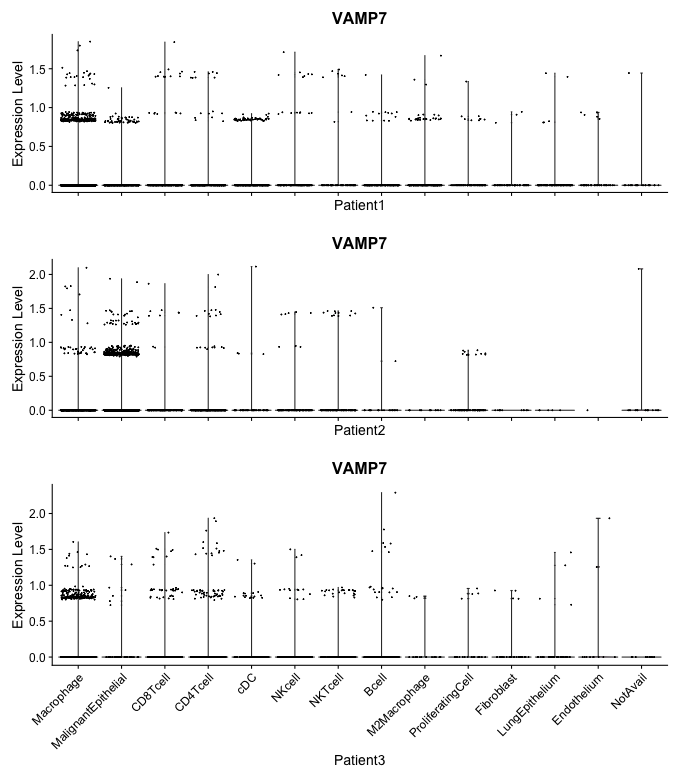 VAMP7
Expression Level
1.5
1.0
0.5
0.0
Patient1
VAMP7
Expression Level
2.0
1.5
1.0
0.5
0.0
Patient2
VAMP7
Expression Level
2.0
1.5
1.0
0.5
0.0
Macrophage
MalignantEpithelial
CD8Tcell
CD4Tcell
cDC
NKcell
NKTcell
Bcell
M2Macrophage
ProliferatingCell
Fibroblast
LungEpithelium
Endothelium
NotAvail
Patient3